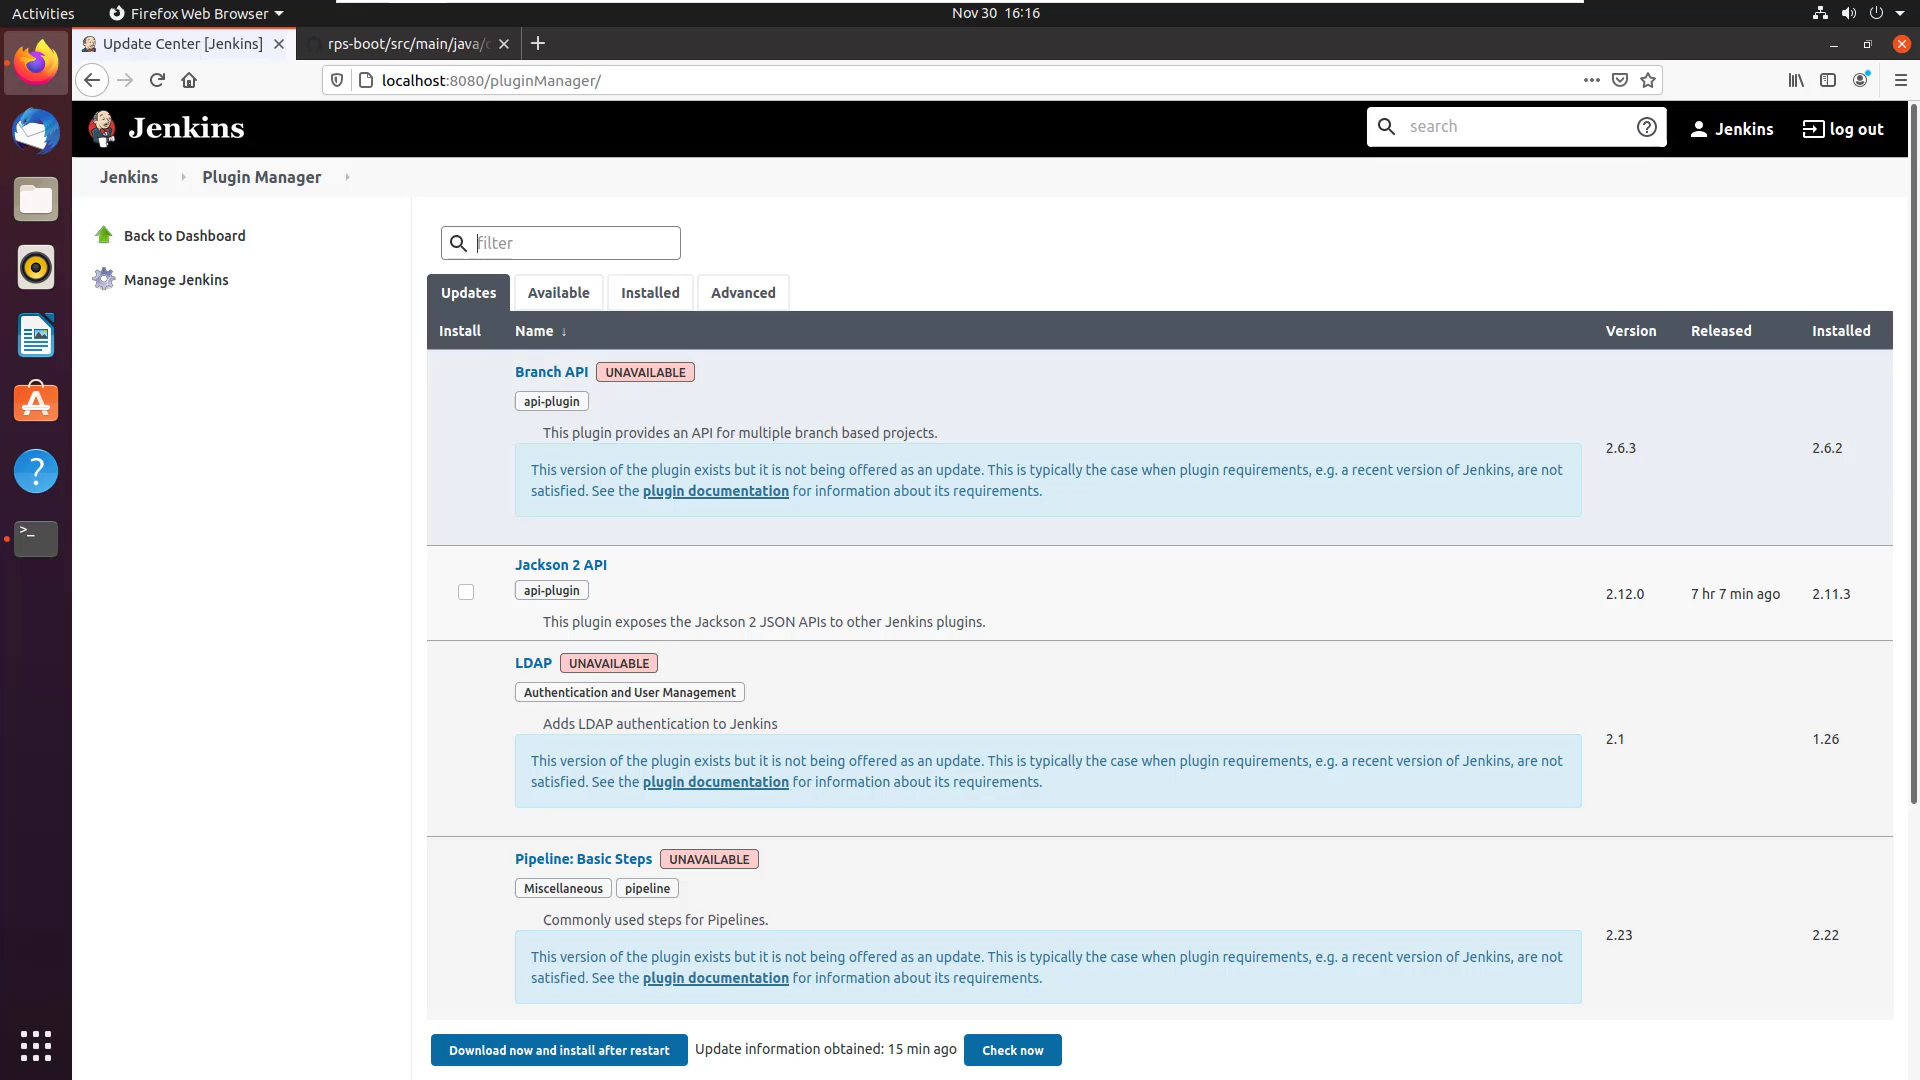 Activities
Firefox Web Browser
Nov 30 16:16
Update Center [Jenkins]
rps-boot/src/main/java/
localhost:8080/pluginManager/
Jenkins
search
Jenkins
log out
Jenkins
Plugin Manager
Back to Dashboard
Manage Jenkins
filter
Updates
Available
Installed
Advanced
Install
Name ↓
Version
Released
Installed
Branch API
UNAVAILABLE
api-plugin
This plugin provides an API for multiple branch based projects.
This version of the plugin exists but it is not being offered as an update. This is typically the case when plugin requirements, e.g. a recent version of Jenkins, are not
satisfied. See the plugin documentation for information about its requirements.
2.6.3
2.6.2
Jackson 2 API
api-plugin
This plugin exposes the Jackson 2 JSON APIs to other Jenkins plugins.
2.12.0
7 hr 7 min ago
2.11.3
LDAP
UNAVAILABLE
Authentication and User Management
Adds LDAP authentication to Jenkins
This version of the plugin exists but it is not being offered as an update. This is typically the case when plugin requirements, e.g. a recent version of Jenkins, are not
satisfied. See the plugin documentation for information about its requirements.
2.1
1.26
Pipeline: Basic Steps
UNAVAILABLE
Miscellaneous
pipeline
Commonly used steps for Pipelines.
This version of the plugin exists but it is not being offered as an update. This is typically the case when plugin requirements, e.g. a recent version of Jenkins, are not
satisfied. See the plugin documentation for information about its requirements.
2.23
2.22
Download now and install after restart
Update information obtained: 15 min ago
Check now